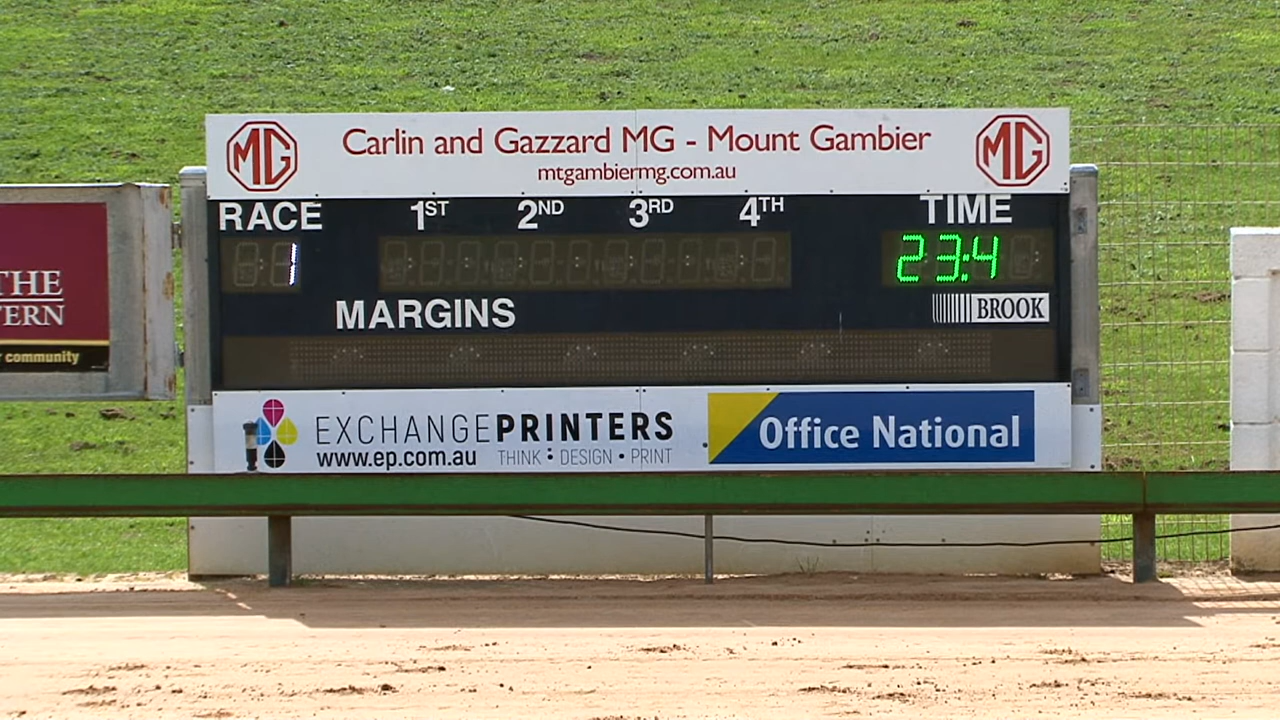 MG Carlin and Gazzard MG - Mount Gambier MG
mtgambiermg.com.au
RACE 1ST 2ND 3RD 4TH TIME
1 23:4
MARGINS BROOK
THE
ERN
community
EXCHANGEPRINTERS
www.ep.com.au THINK : DESIGN • PRINT
Office National